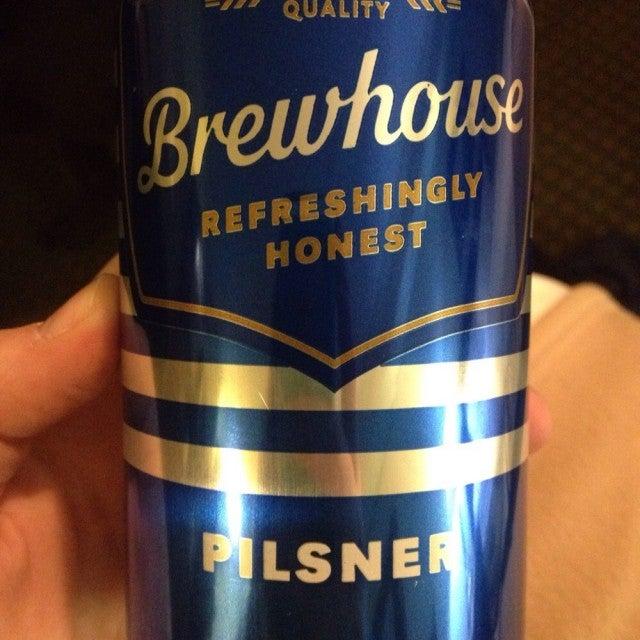 QUALITY
Brewhouse
REFRESHINGLY
HONEST
PILSNER